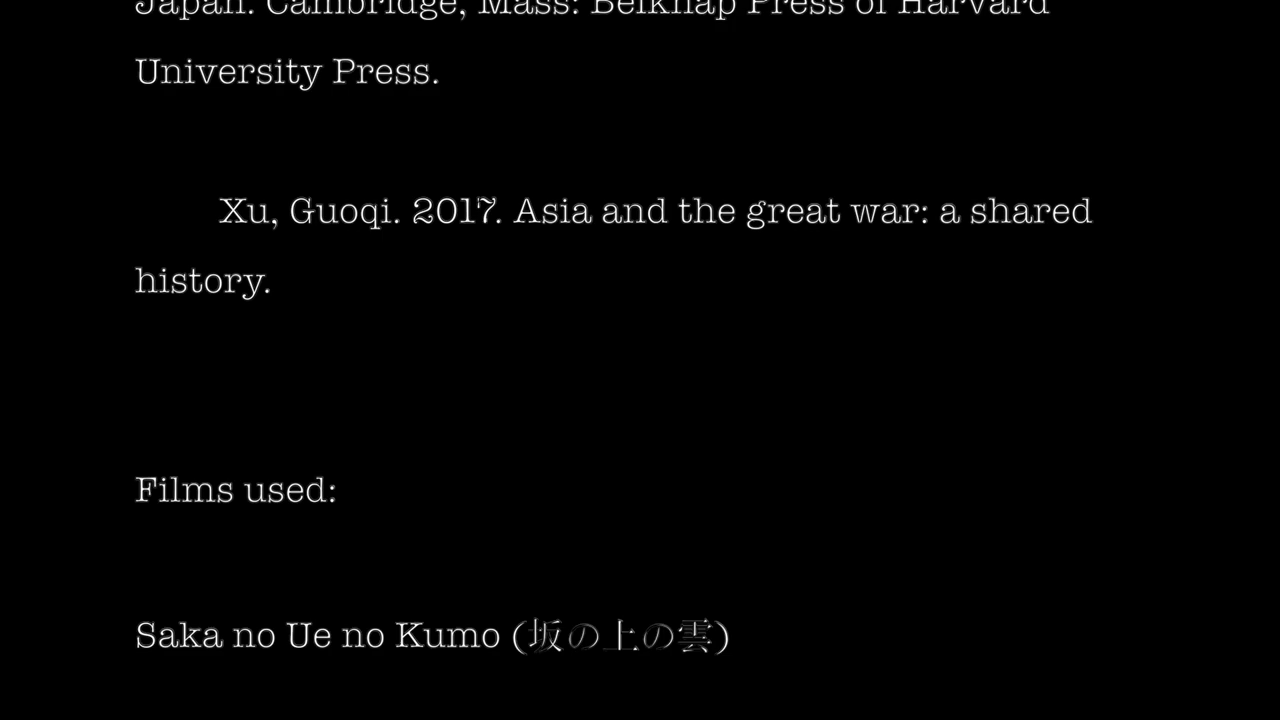 Japan. Cambridge, Mass: Belknap Press of Harvard
University Press.
Xu, Guoqi. 2017. Asia and the great war: a shared
history.
Films used:
Saka no Ue no Kumo (坂の上の雲)